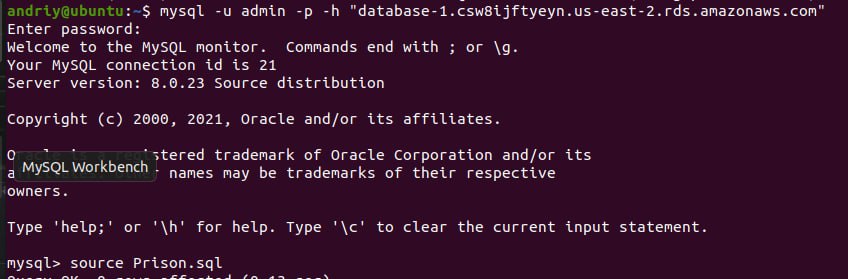 andriy@ubuntu:~$ mysql -u admin -p -h "database-1.csw8ijftyeyn.us-east-2.rds.amazonaws.com"
Enter password:
Welcome to the MySQL monitor.  Commands end with ; or \g.
Your MySQL connection id is 21
Server version: 8.0.23 Source distribution

Copyright (c) 2000, 2021, Oracle and/or its affiliates.

Oracle is a registered trademark of Oracle Corporation and/or its
MySQL Workbench
names may be trademarks of their respective
owners.

Type 'help;' or '\h' for help. Type '\c' to clear the current input statement.

mysql> source Prison.sql